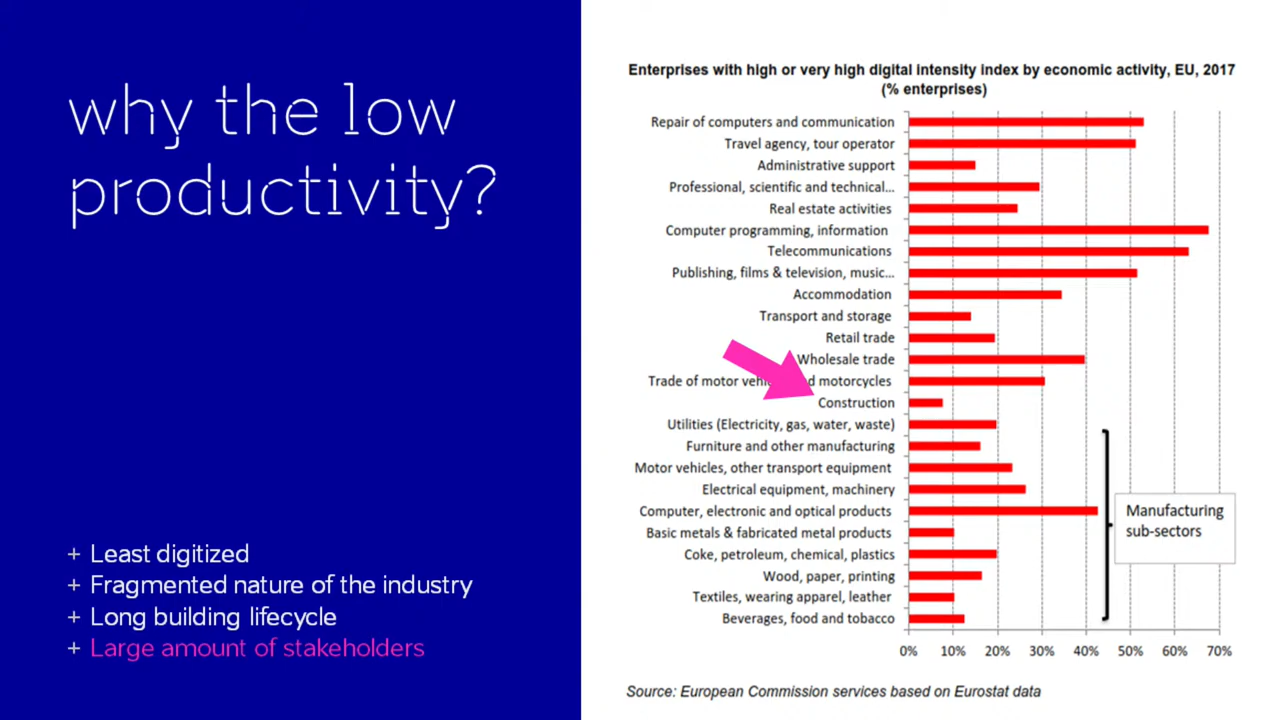 why the low
productivity?
+ Least digitized
+ Fragmented nature of the industry
+ Long building lifecycle
+ Large amount of stakeholders
Enterprises with high or very high digital intensity index by economic activity, EU, 2017
(% enterprises)
Repair of computers and communication
Travel agency, tour operator
Administrative support
Professional, scientific and technical...
Real estate activities
Computer programming, information
Telecommunications
Publishing, films & television, music...
Accommodation
Transport and storage
Retail trade
Wholesale trade
Trade of motor d motorcycles
Construction
Utilities (Electricity, gas, water, waste)
Furniture and other manufacturing
Motor vehicles, other transport equipment
Electrical equipment, machinery
Computer, electronic and optical products
Basic metals & fabricated metal products
Coke, petroleum, chemical, plastics
Wood, paper, printing
Textiles, wearing apparel, leather
Beverages, food and tobacco
Manufacturing
sub-sectors
0% 10% 20% 30% 40% 50% 60% 70%
Source: European Commission services based on Eurostat data